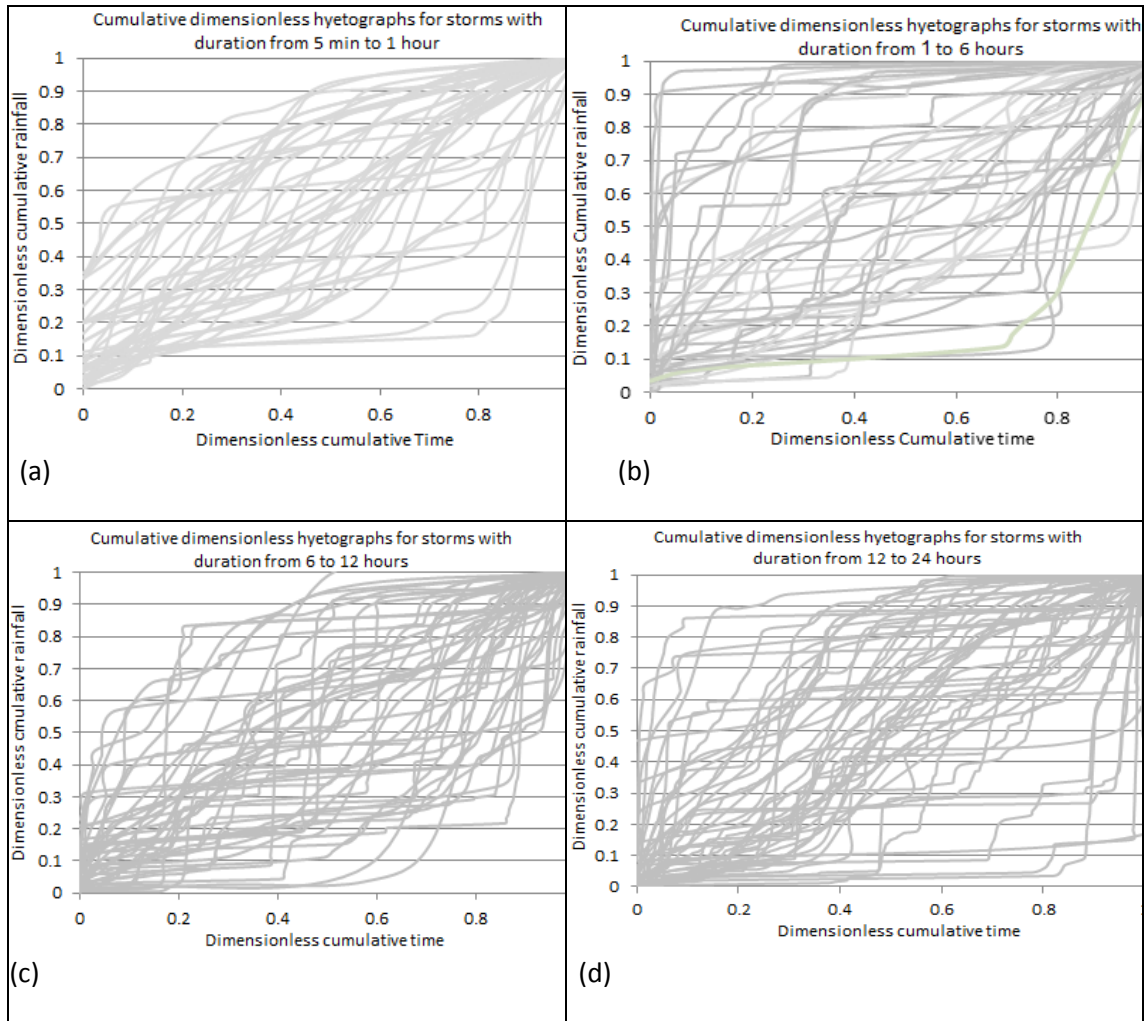 Cumulative dimensionless hyetographs for storms with
duration from 5 min to 1 hour
1
0.9
0.8
0.7
0.6
0.5
0.4
0.3
0.2
0.1
0
Dimensionless cumulative rainfall
0 0.2 0.4 0.6 0.8
Dimensionless cumulative Time
(a)
Cumulative dimensionless hyetographs for storms with
duration from 1 to 6 hours
1
0.9
0.8
0.7
0.6
0.5
0.4
0.3
0.2
0.1
0
Dimensionless Cumulative rainfall
0 0.2 0.4 0.6 0.8
Dimensionless Cumulative time
(b)
Cumulative dimensionless hyetographs for storms with
duration from 6 to 12 hours
1
0.9
0.8
0.7
0.6
0.5
0.4
0.3
0.2
0.1
0
Dimensionless cmulative rainfall
0 0.2 0.4 0.6 0.8
Dimensionless cumulative time
(c)
Cumulative dimensionless hyetographs for storms with
duration from 12 to 24 hours
1
0.9
0.8
0.7
0.6
0.5
0.4
0.3
0.2
0.1
0
Dimensionless cumulative rainfall
0 0.2 0.4 0.6 0.8
Dimensionless cumulative time
(d)